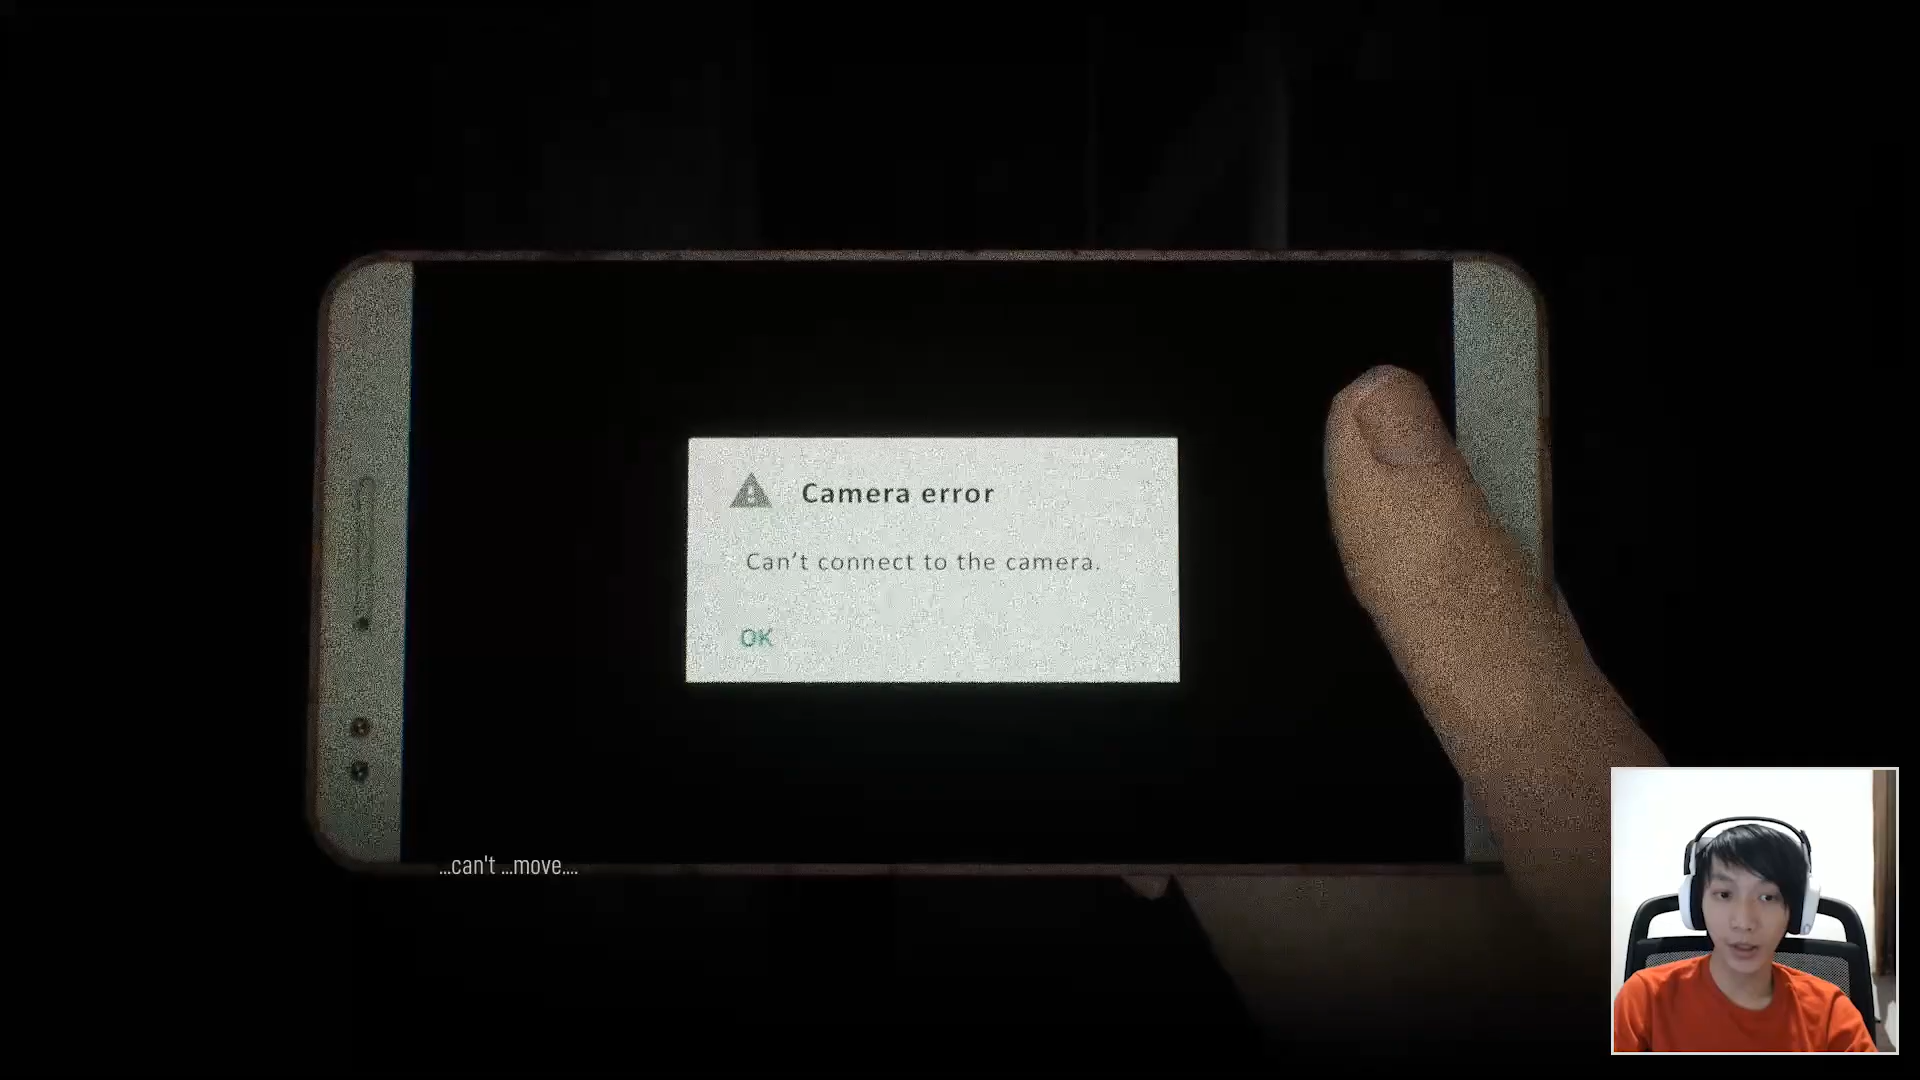 Camera error
Can’t connect to the camera.
OK
...can't ...move....